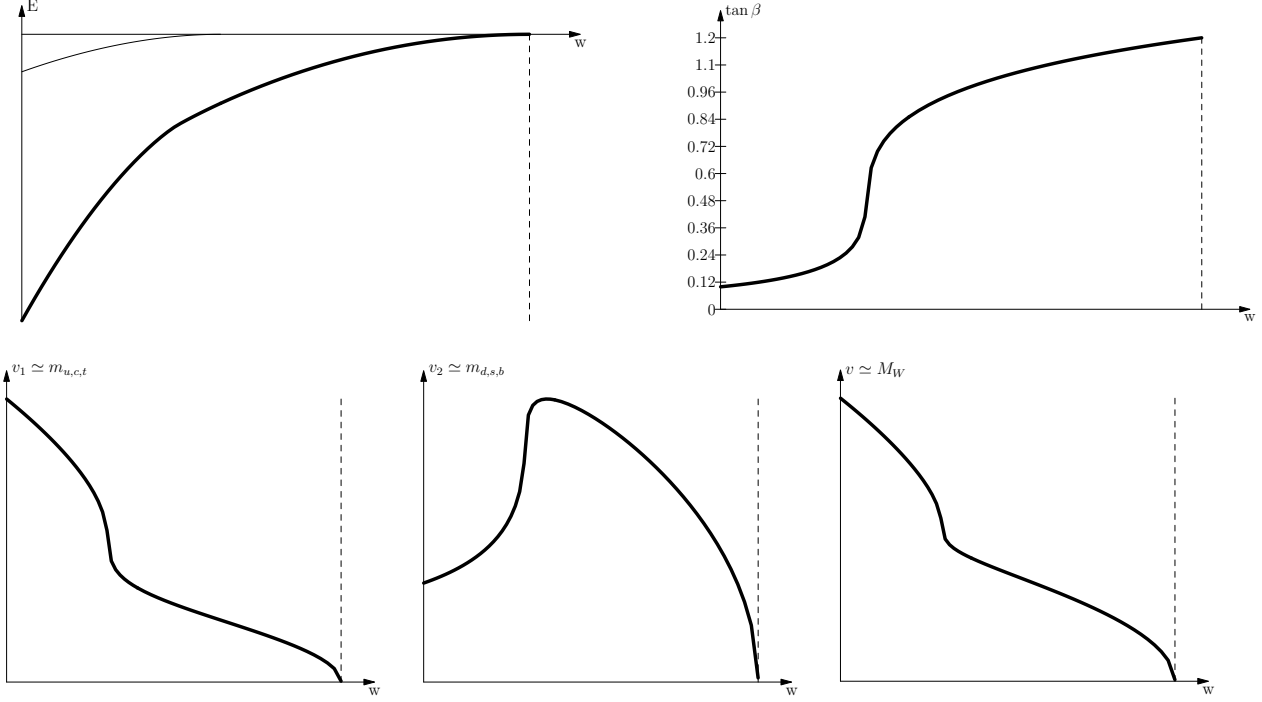 E
w
tan β
1.2
1.1
0.96
0.84
0.72
0.6
0.48
0.36
0.24
0.12
0
w
v₁ ≃ m_{u,c,t}
w
v₂ ≃ m_{d,s,b}
w
v ≃ M_W
w